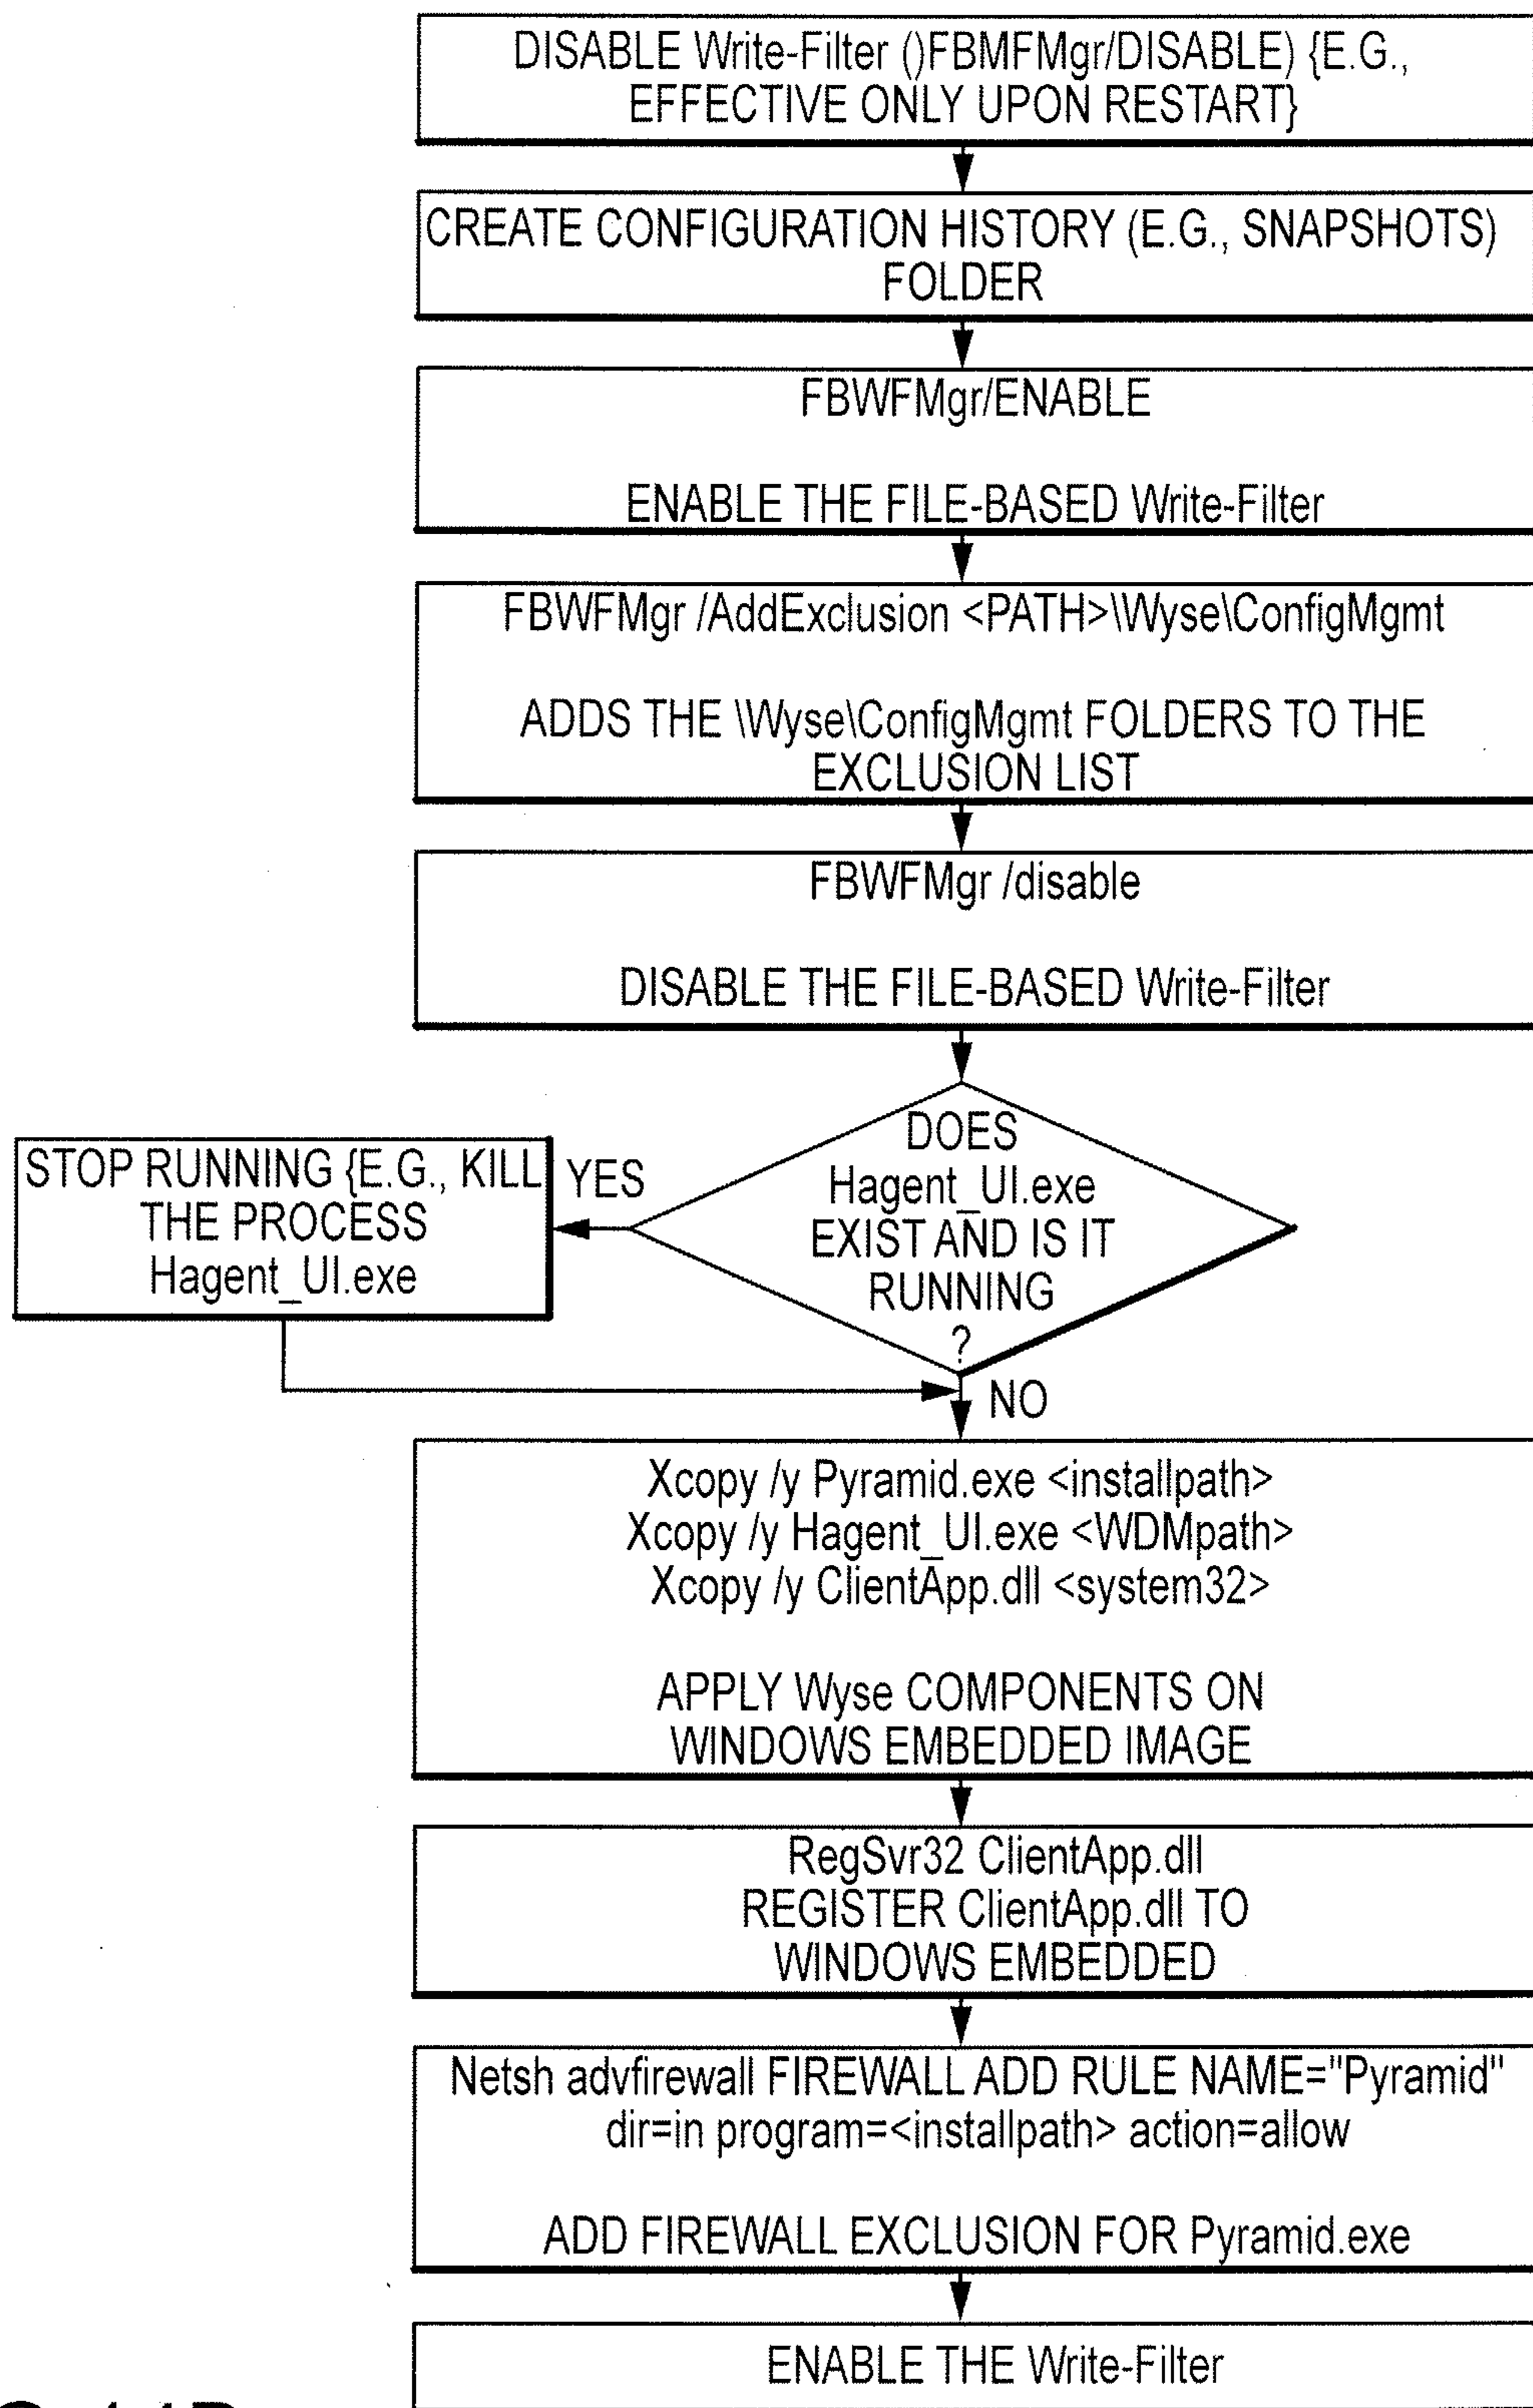 DISABLE Write-Filter ()FBMFMgr/DISABLE) {E.G.,
EFFECTIVE ONLY UPON RESTART}
CREATE CONFIGURATION HISTORY (E.G., SNAPSHOTS)
FOLDER
FBWFMgr/ENABLE
ENABLE THE FILE-BASED Write-Filter
FBWFMgr /AddExclusion <PATH>\Wyse\ConfigMgmt
ADDS THE \Wyse\ConfigMgmt FOLDERS TO THE
EXCLUSION LIST
FBWFMgr /disable
DISABLE THE FILE-BASED Write-Filter
DOES
Hagent_UI.exe
EXIST AND IS IT
RUNNING
?
YES
STOP RUNNING {E.G., KILL
THE PROCESS
Hagent_UI.exe
NO
Xcopy /y Pyramid.exe <installpath>
Xcopy /y Hagent_UI.exe <WDMpath>
Xcopy /y ClientApp.dll <system32>
APPLY Wyse COMPONENTS ON
WINDOWS EMBEDDED IMAGE
RegSvr32 ClientApp.dll
REGISTER ClientApp.dll TO
WINDOWS EMBEDDED
Netsh advfirewall FIREWALL ADD RULE NAME="Pyramid"
dir=in program=<installpath> action=allow
ADD FIREWALL EXCLUSION FOR Pyramid.exe
ENABLE THE Write-Filter